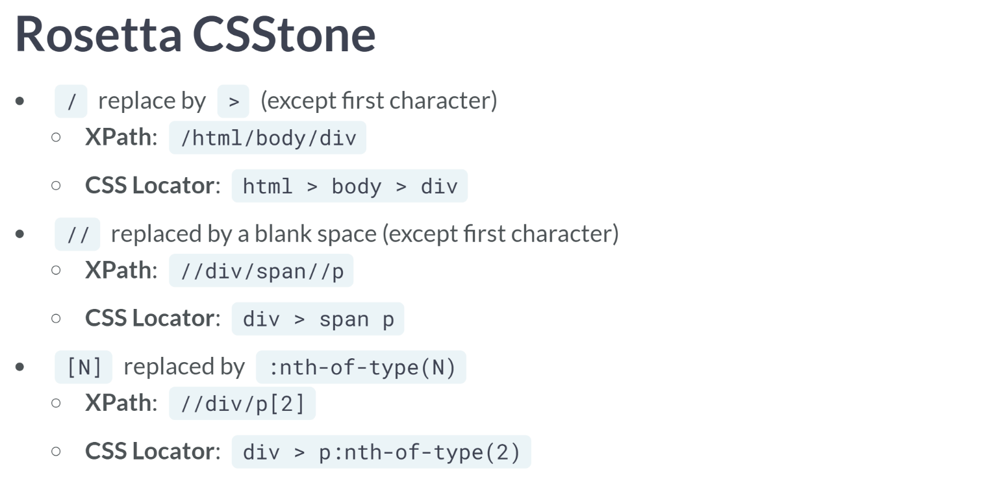 Rosetta CSStone
• / replace by > (except first character)
○ XPath: /html/body/div
○ CSS Locator: html > body > div
• // replaced by a blank space (except first character)
○ XPath: //div/span//p
○ CSS Locator: div > span p
• [N] replaced by :nth-of-type(N)
○ XPath: //div/p[2]
○ CSS Locator: div > p:nth-of-type(2)